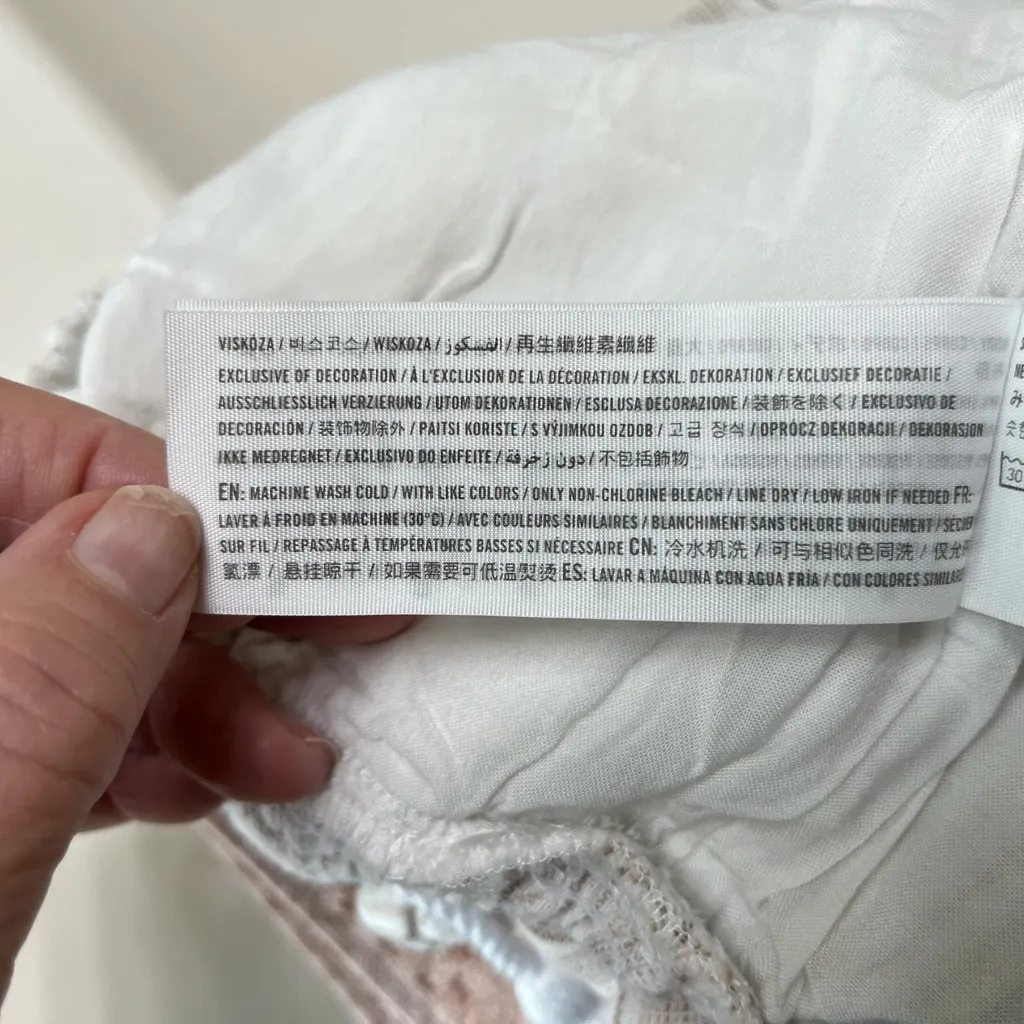 VISKÓZA / 비스코스 / WISKOZA / الفسكوز / 再生纖維素纖維
EXCLUSIVE OF DECORATION / À L'EXCLUSION DE LA DÉCORATION / EKSKL. DEKORATION / EXCLUSIEF DECORATIE /
AUSSCHLIESSLICH VERZIERUNG / UTOM DEKORATIONEN / ESCLUSA DECORAZIONE / 装飾を除く / EXCLUSIVO DE
DECORACIÓN / 装饰物除外 / PAITSI KORISTE / S VÝJIMKOU OZDOB / 고급 장식 / OPRÓCZ DEKORACJI / DEKORASJON
IKKE MEDREGNET / EXCLUSIVO DO ENFEITE / دون زخرفة / 不包括飾物
EN: MACHINE WASH COLD / WITH LIKE COLORS / ONLY NON-CHLORINE BLEACH / LINE DRY / LOW IRON IF NEEDED FR:
LAVER À FROID EN MACHINE (30°C) / AVEC COULEURS SIMILAIRES / BLANCHIMENT SANS CHLORE UNIQUEMENT /
SUR FIL / REPASSAGE À TEMPÉRATURES BASSES SI NÉCESSAIRE CN: 冷水机洗 / 可与相似色同洗 / 仅允
氯漂 / 悬挂晾干 / 如果需要可低温熨烫 ES: LAVAR A MÁQUINA CON AGUA FRÍA / CON COLORES
30